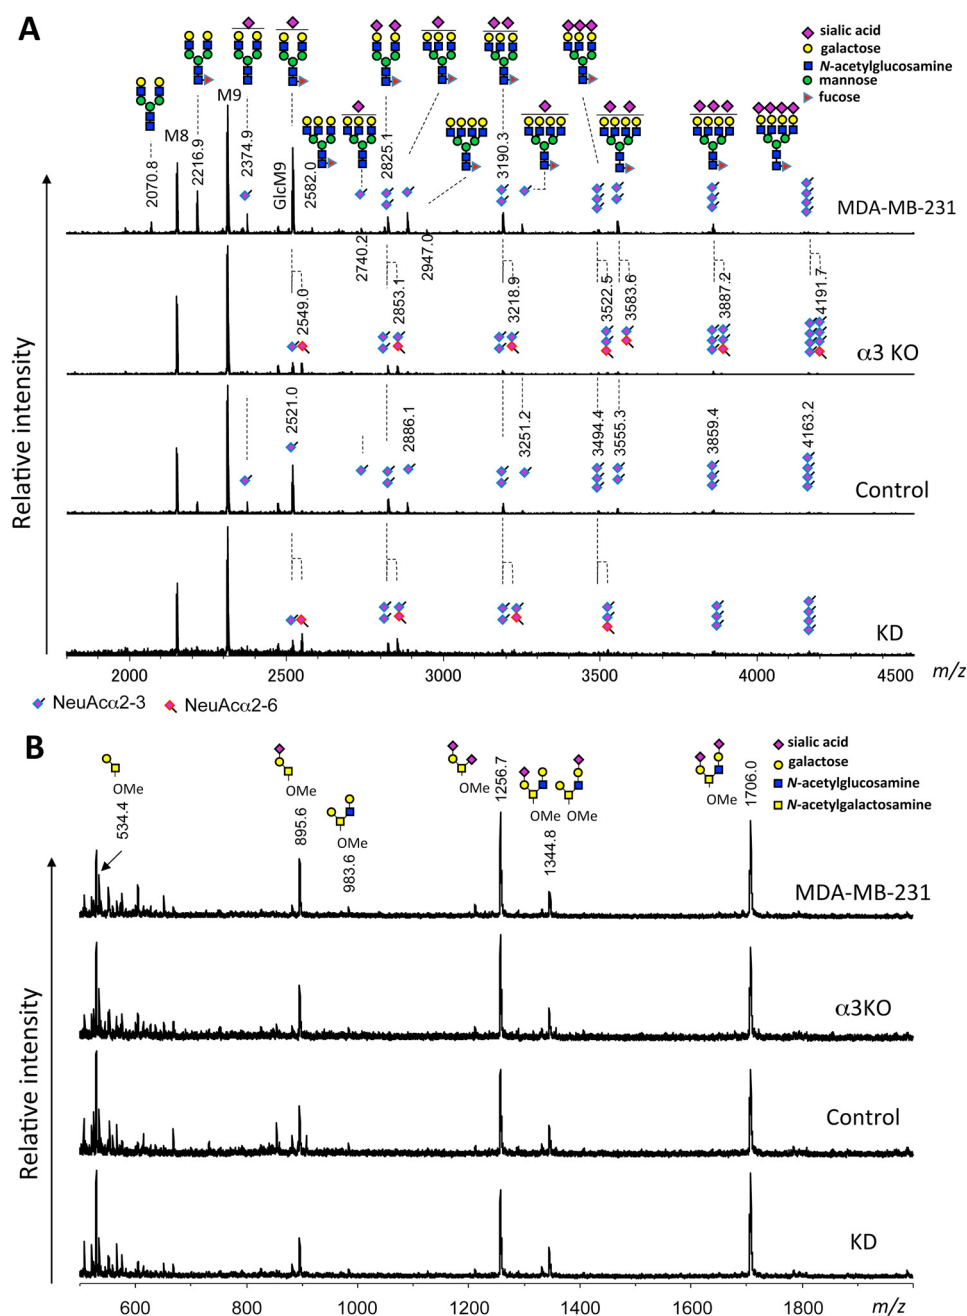 A
sialic acid
galactose
N-acetylglucosamine
mannose
fucose
M8
M9
GlcM9
2070.8
2216.9
2374.9
2582.0
2740.2
2825.1
2947.0
3190.3
MDA-MB-231
2549.0
2853.1
3218.9
3522.5
3583.6
3887.2
4191.7
α3 KO
2521.0
2886.1
3251.2
3494.4
3555.3
3859.4
4163.2
Control
KD
Relative intensity
2000
2500
3000
3500
4000
4500
m/z
NeuAcα2-3
NeuAcα2-6
B
sialic acid
galactose
N-acetylglucosamine
N-acetylgalactosamine
OMe
534.4
OMe
895.6
OMe
983.6
OMe
1256.7
OMe
OMe
1344.8
OMe
1706.0
MDA-MB-231
α3KO
Control
KD
Relative intensity
600
800
1000
1200
1400
1600
1800
m/z